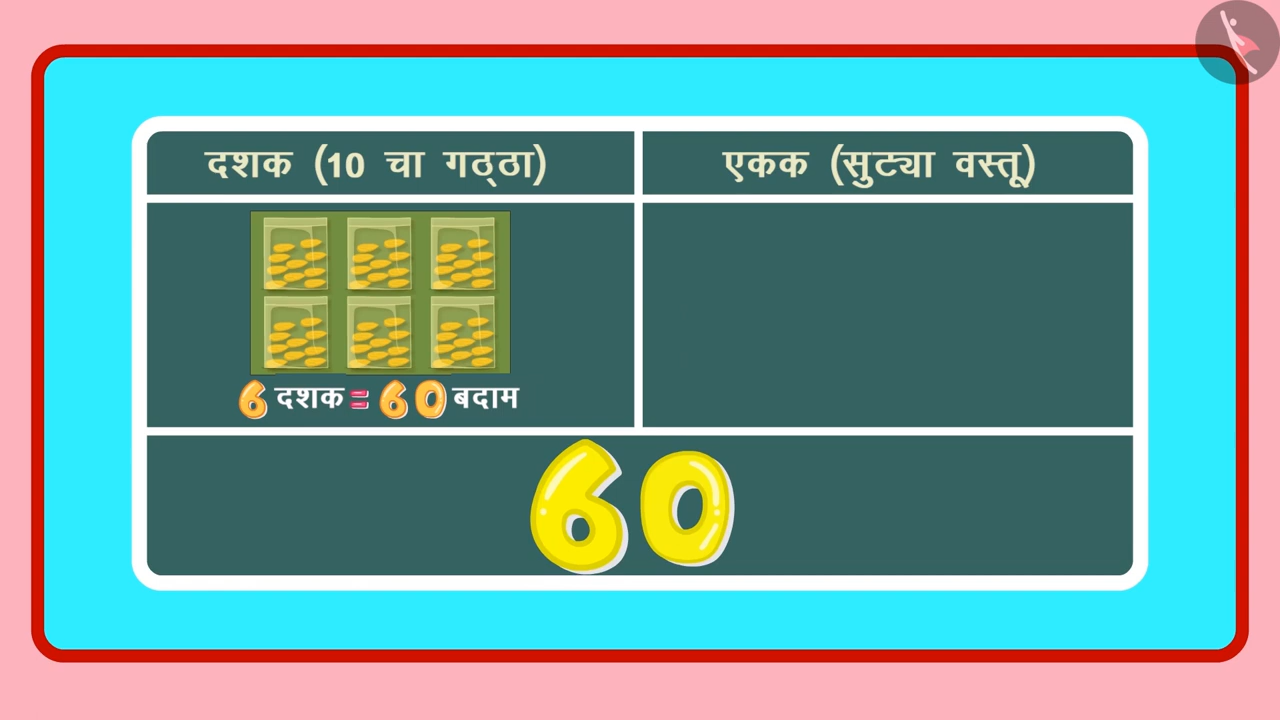 दशक (10 चा गठ्ठा)
एकक (सुट्या वस्तू)
6 दशक = 60 बदाम
60